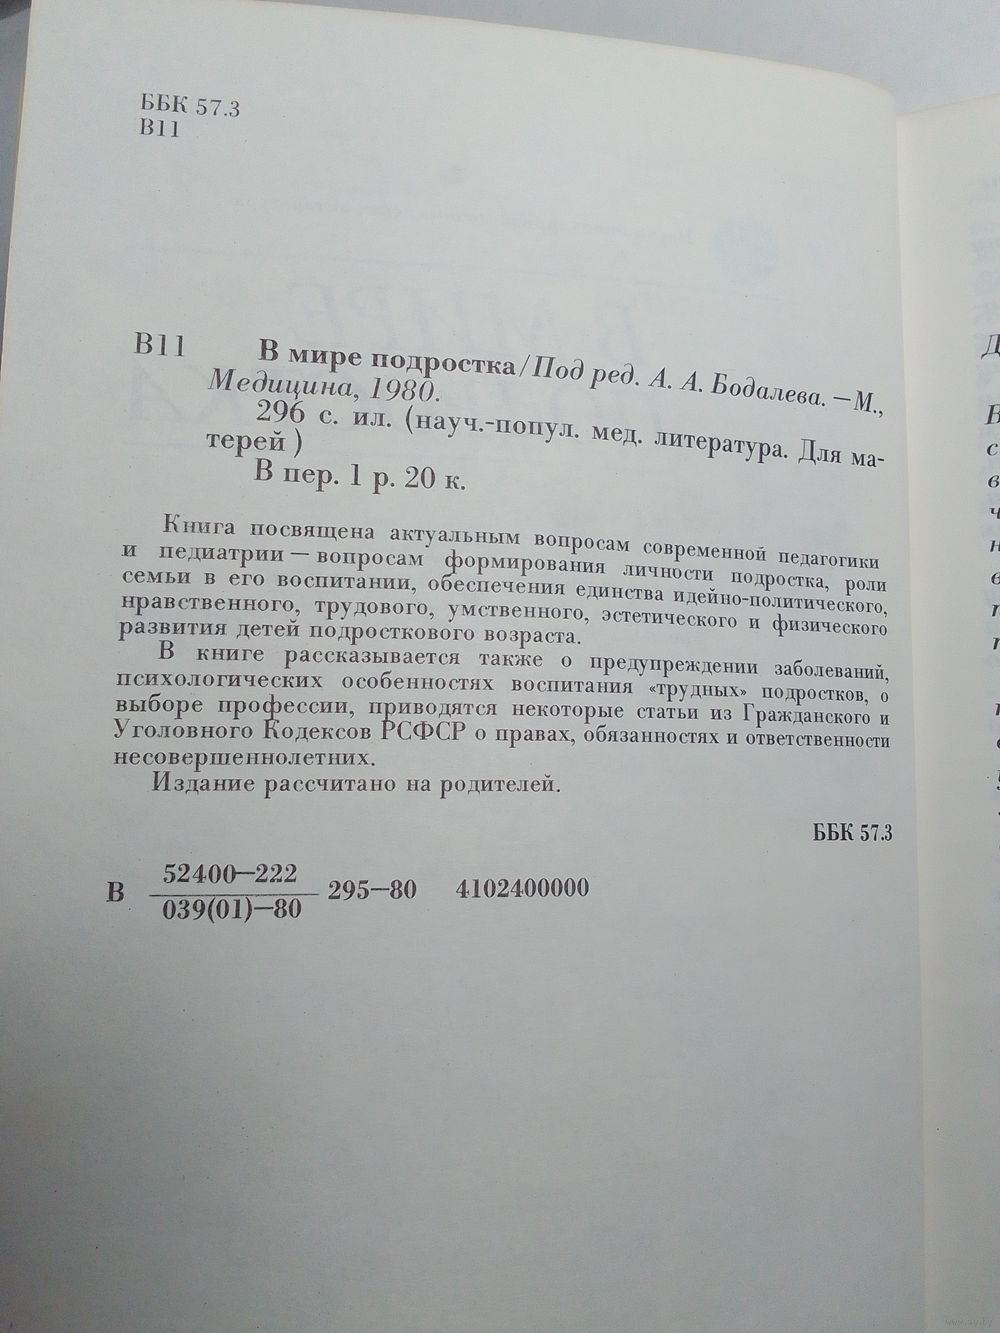 ББК 57.3
В11
В11 В мире подростка/Под ред. А. А. Бодалева. —М.,
Медицина, 1980.
296 с. ил. (науч.-попул. мед. литература. Для ма-
терей)
В пер. 1 р. 20 к.
Книга посвящена актуальным вопросам современной педагогики
и педиатрии — вопросам формирования личности подростка, роли
семьи в его воспитании, обеспечения единства идейно-политического,
нравственного, трудового, умственного, эстетического и физического
развития детей подросткового возраста.
В книге рассказывается также о предупреждении заболеваний,
психологических особенностях воспитания «трудных» подростков, о
выборе профессии, приводятся некоторые статьи из Гражданского и
Уголовного Кодексов РСФСР о правах, обязанностях и ответственности
несовершеннолетних.
Издание рассчитано на родителей.
ББК 57.3
52400—222
В 295—80 4102400000
039(01)—80